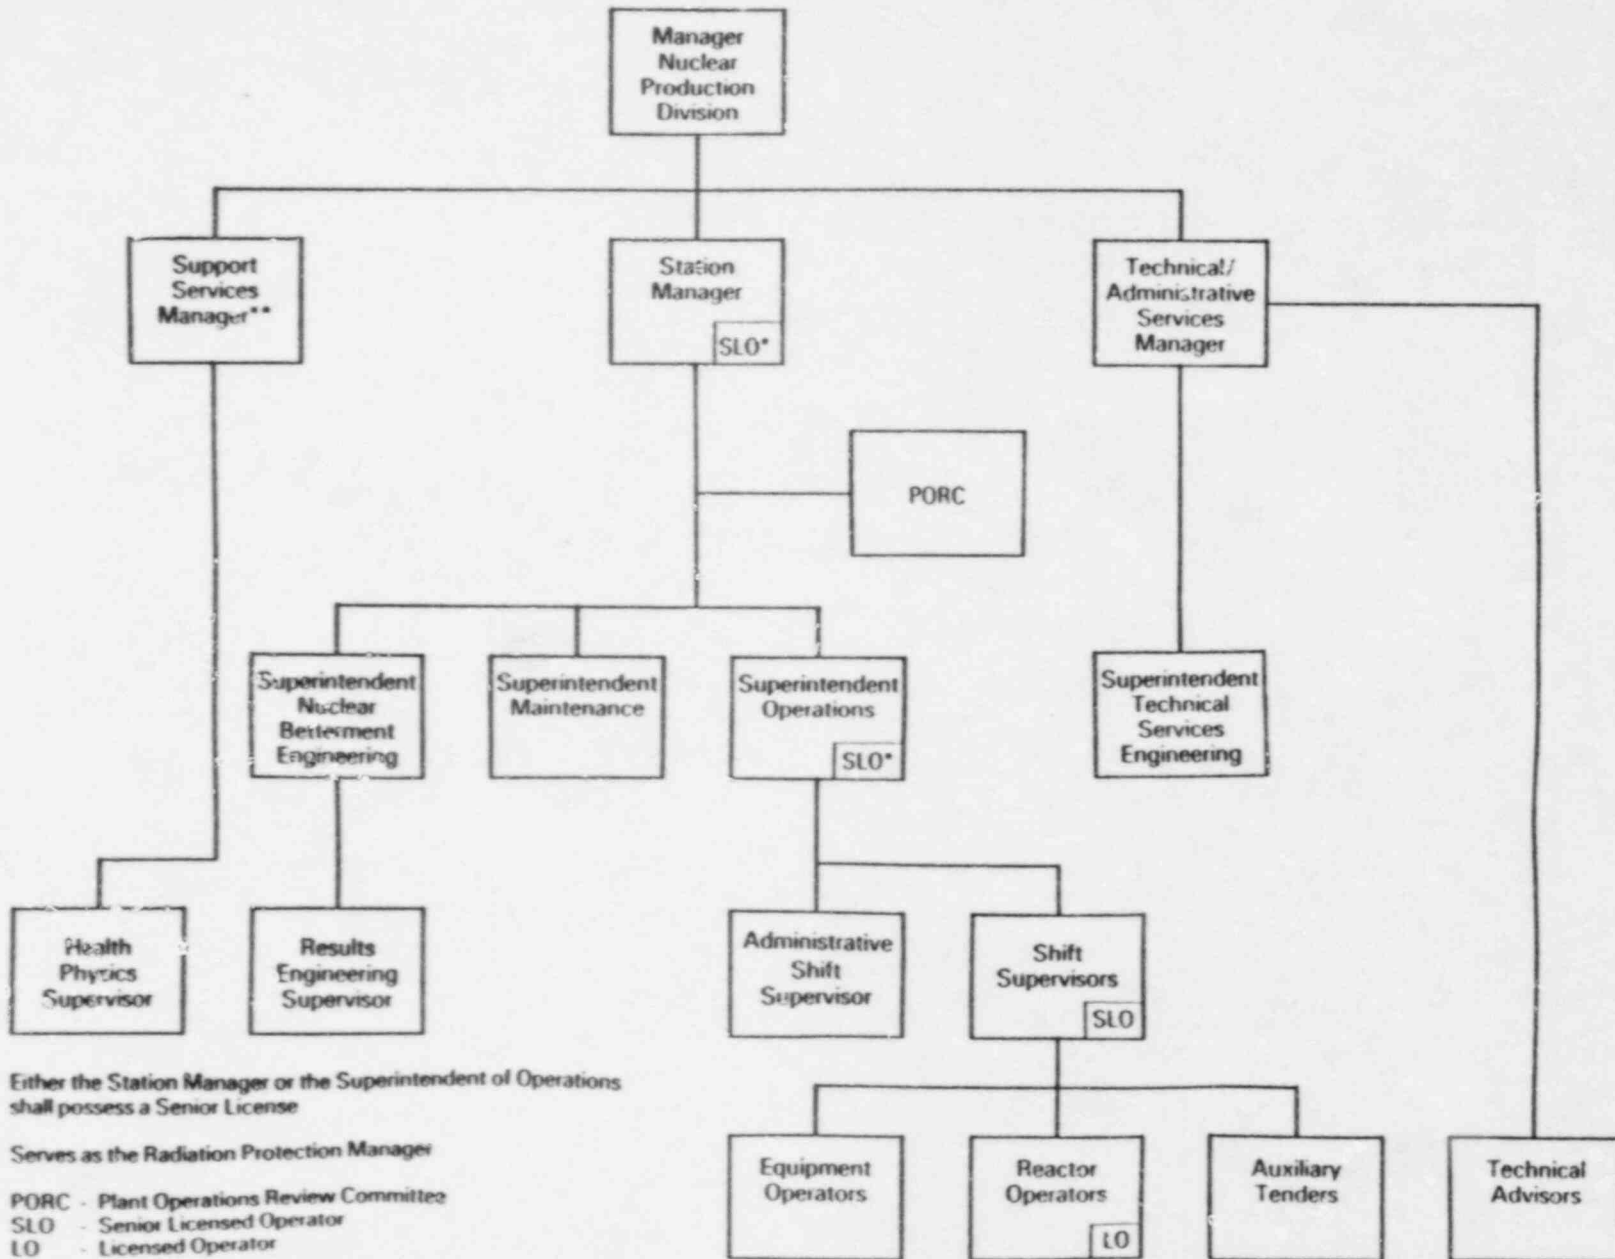 Manager
Nuclear
Production
Division
Support
Services
Manager**
Station
Manager
SLO*
Technical/
Administrative
Services
Manager
PORC
Superintendent
Nuclear
Betterment
Engineering
Superintendent
Maintenance
Superintendent
Operations
SLO*
Superintendent
Technical
Services
Engineering
Health
Physics
Supervisor
Results
Engineering
Supervisor
Administrative
Shift
Supervisor
Shift
Supervisors
SLO
Equipment
Operators
Reactor
Operators
LO
Auxiliary
Tenders
Technical
Advisors
Either the Station Manager or the Superintendent of Operations
shall possess a Senior License
Serves as the Radiation Protection Manager
PORC - Plant Operations Review Committee
SLO - Senior Licensed Operator
LO - Licensed Operator